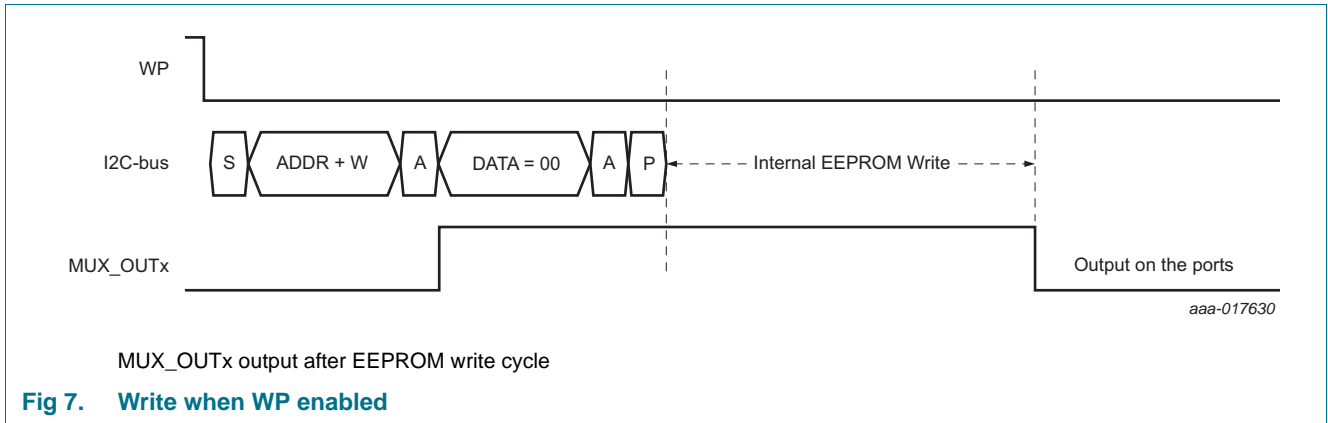 WP
I2C-bus S ADDR + W A DATA = 00 A P Internal EEPROM Write
MUX_OUTx Output on the ports
aaa-017630
MUX_OUTx output after EEPROM write cycle
Fig 7. Write when WP enabled